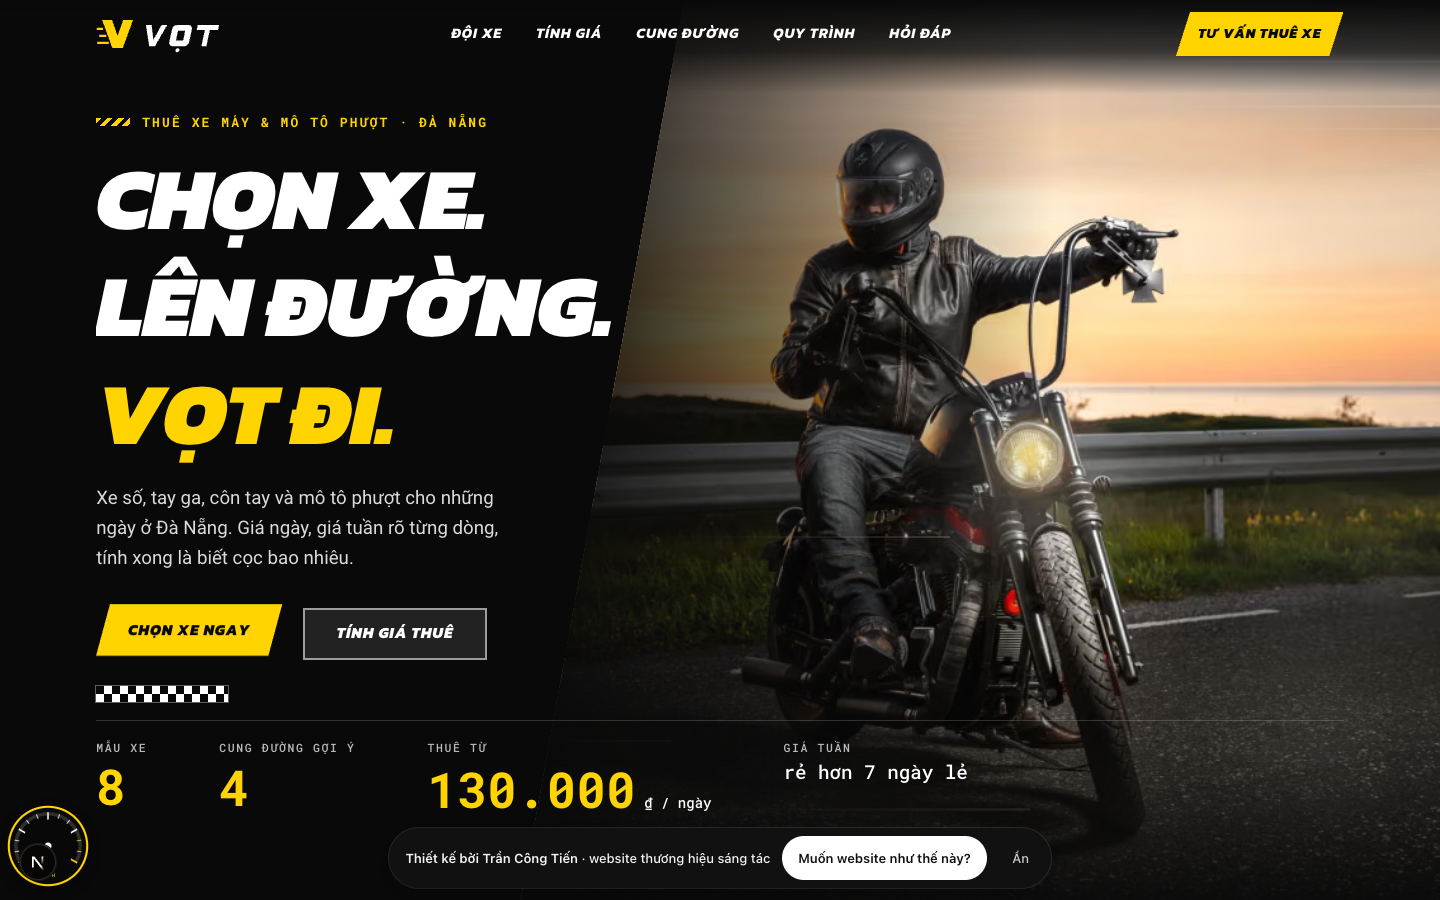 VỌT
ĐỘI XE
TÍNH GIÁ
CUNG ĐƯỜNG
QUY TRÌNH
HỎI ĐÁP
TƯ VẤN THUÊ XE
THUÊ XE MÁY & MÔ TÔ PHƯỢT · ĐÀ NẴNG
CHỌN XE.
LÊN ĐƯỜNG.
VỌT ĐI.
Xe số, tay ga, côn tay và mô tô phượt cho những
ngày ở Đà Nẵng. Giá ngày, giá tuần rõ từng dòng,
tính xong là biết cọc bao nhiêu.
CHỌN XE NGAY
TÍNH GIÁ THUÊ
MẪU XE
8
CUNG ĐƯỜNG GỢI Ý
4
THUÊ TỪ
130.000 ₫ / ngày
GIÁ TUẦN
rẻ hơn 7 ngày lẻ
N
Thiết kế bởi Trần Công Tiến · website thương hiệu sáng tác
Muốn website như thế này?
Ẩn